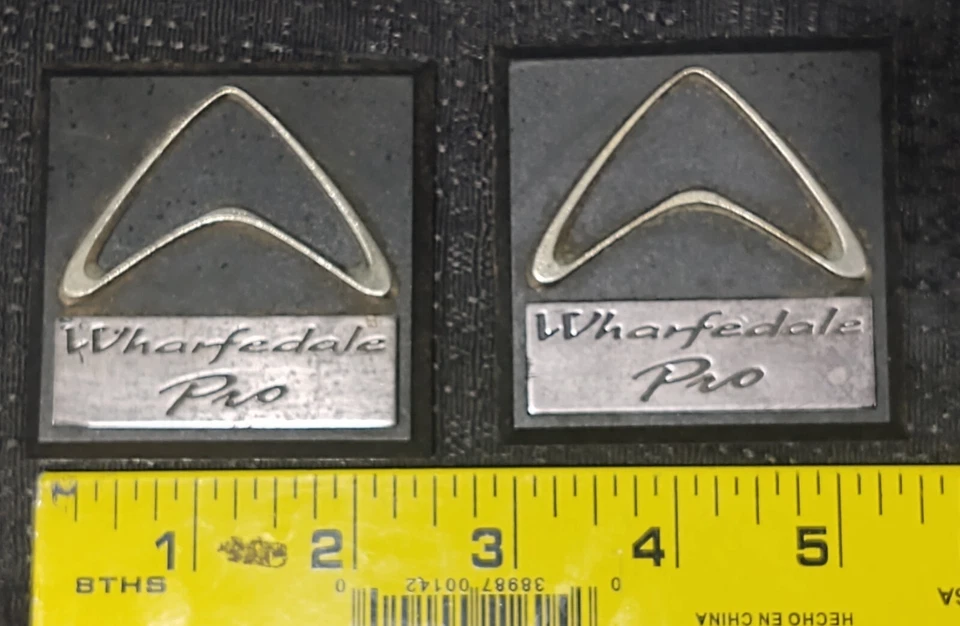 Wharfedale
Pro
Wharfedale
Pro
1 2 3 4 5
8THS
0 38987 00142 0
HECHO EN CHINA